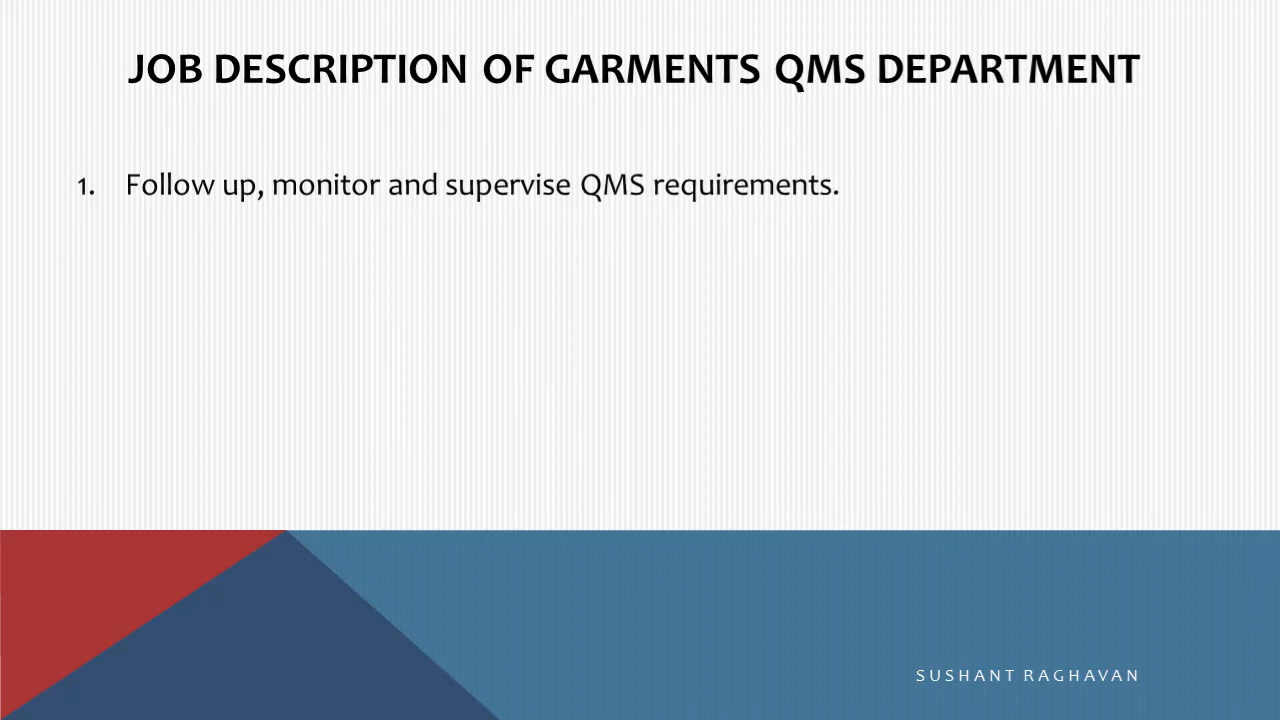 JOB DESCRIPTION OF GARMENTS QMS DEPARTMENT
1. Follow up, monitor and supervise QMS requirements.
SUSHANT RAGHAVAN